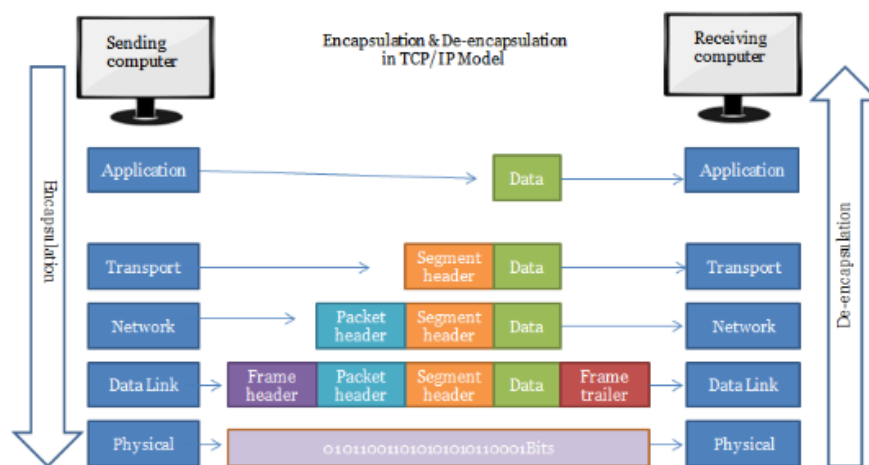 Sending
computer
Encapsulation & De-encapsulation
in TCP/IP Model
Receiving
computer
Encapsulation
De-encapsulation
Application
Data
Application
Transport
Segment
header
Data
Transport
Network
Packet
header
Segment
header
Data
Network
Data Link
Frame
header
Packet
header
Segment
header
Data
Frame
trailer
Data Link
Physical
0101100110101010110001Bits
Physical